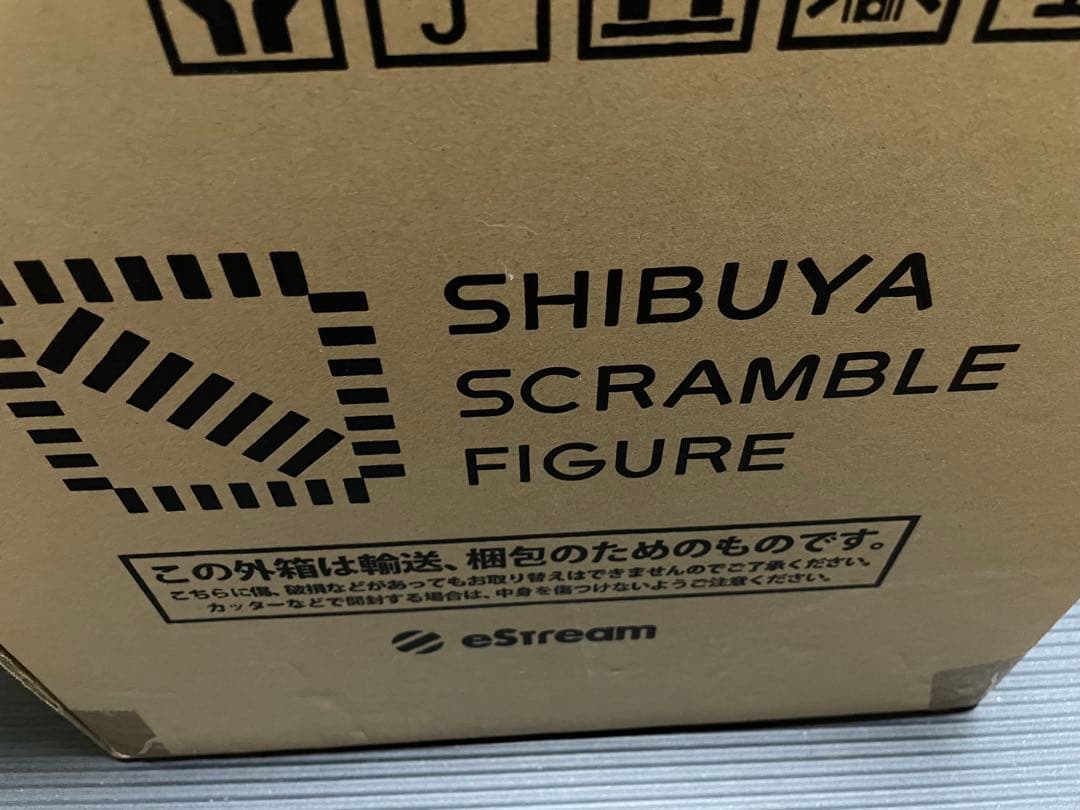 SHIBUYA
SCRAMBLE
FIGURE
この外箱は輸送、梱包のためのものです。
こちらに傷、破損などがあってもお取り替えはできませんのでご了承ください。
カッターなどで開封する場合は、中身を傷つけないようご注意ください。
eStream